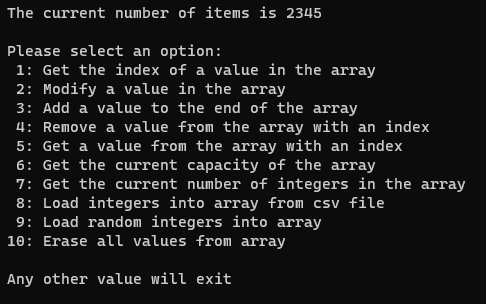 The current number of items is 2345
Please select an option:
1: Get the index of a value in the array
2: Modify a value in the array
3: Add a value to the end of the array
4: Remove a value from the array with an index
5: Get a value from the array with an index
6: Get the current capacity of the array
7: Get the current number of integers in the array
8: Load integers into array from csv file
9: Load random integers into array
10: Erase all values from array
Any other value will exit